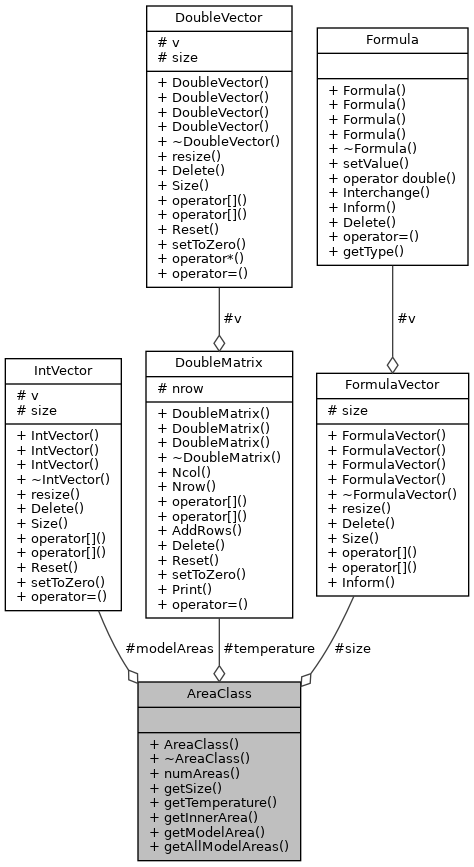 DoubleVector
# v
# size
+ DoubleVector()
+ DoubleVector()
+ DoubleVector()
+ DoubleVector()
+ ~DoubleVector()
+ resize()
+ Delete()
+ Size()
+ operator[]()
+ operator[]()
+ Reset()
+ setToZero()
+ operator*()
+ operator=()
Formula
+ Formula()
+ Formula()
+ Formula()
+ Formula()
+ ~Formula()
+ setValue()
+ operator double()
+ Interchange()
+ Inform()
+ Delete()
+ operator=()
+ getType()
#v
#v
IntVector
# v
# size
+ IntVector()
+ IntVector()
+ IntVector()
+ ~IntVector()
+ resize()
+ Delete()
+ Size()
+ operator[]()
+ operator[]()
+ Reset()
+ setToZero()
+ operator=()
DoubleMatrix
# nrow
+ DoubleMatrix()
+ DoubleMatrix()
+ DoubleMatrix()
+ ~DoubleMatrix()
+ Ncol()
+ Nrow()
+ operator[]()
+ operator[]()
+ AddRows()
+ Delete()
+ Reset()
+ setToZero()
+ Print()
+ operator=()
FormulaVector
# size
+ FormulaVector()
+ FormulaVector()
+ FormulaVector()
+ FormulaVector()
+ ~FormulaVector()
+ resize()
+ Delete()
+ Size()
+ operator[]()
+ operator[]()
+ Inform()
#modelAreas
#temperature
#size
AreaClass
+ AreaClass()
+ ~AreaClass()
+ numAreas()
+ getSize()
+ getTemperature()
+ getInnerArea()
+ getModelArea()
+ getAllModelAreas()